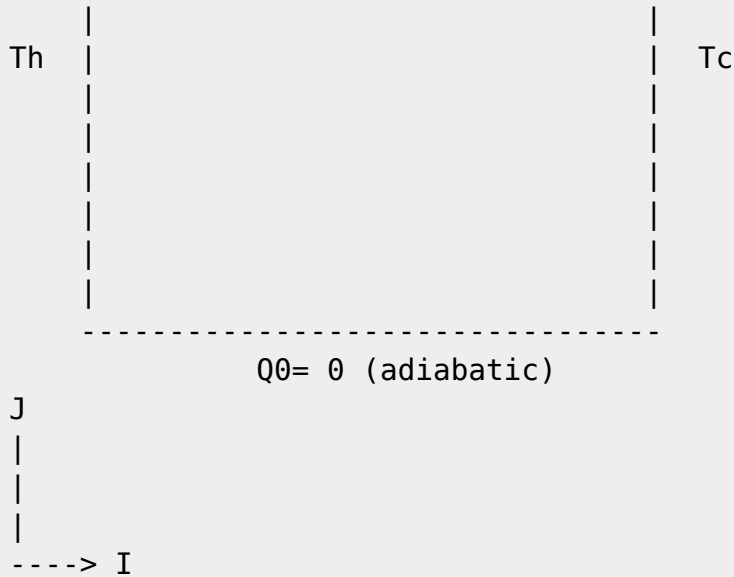 Th Tc
Q0= 0 (adiabatic)
J
----> I